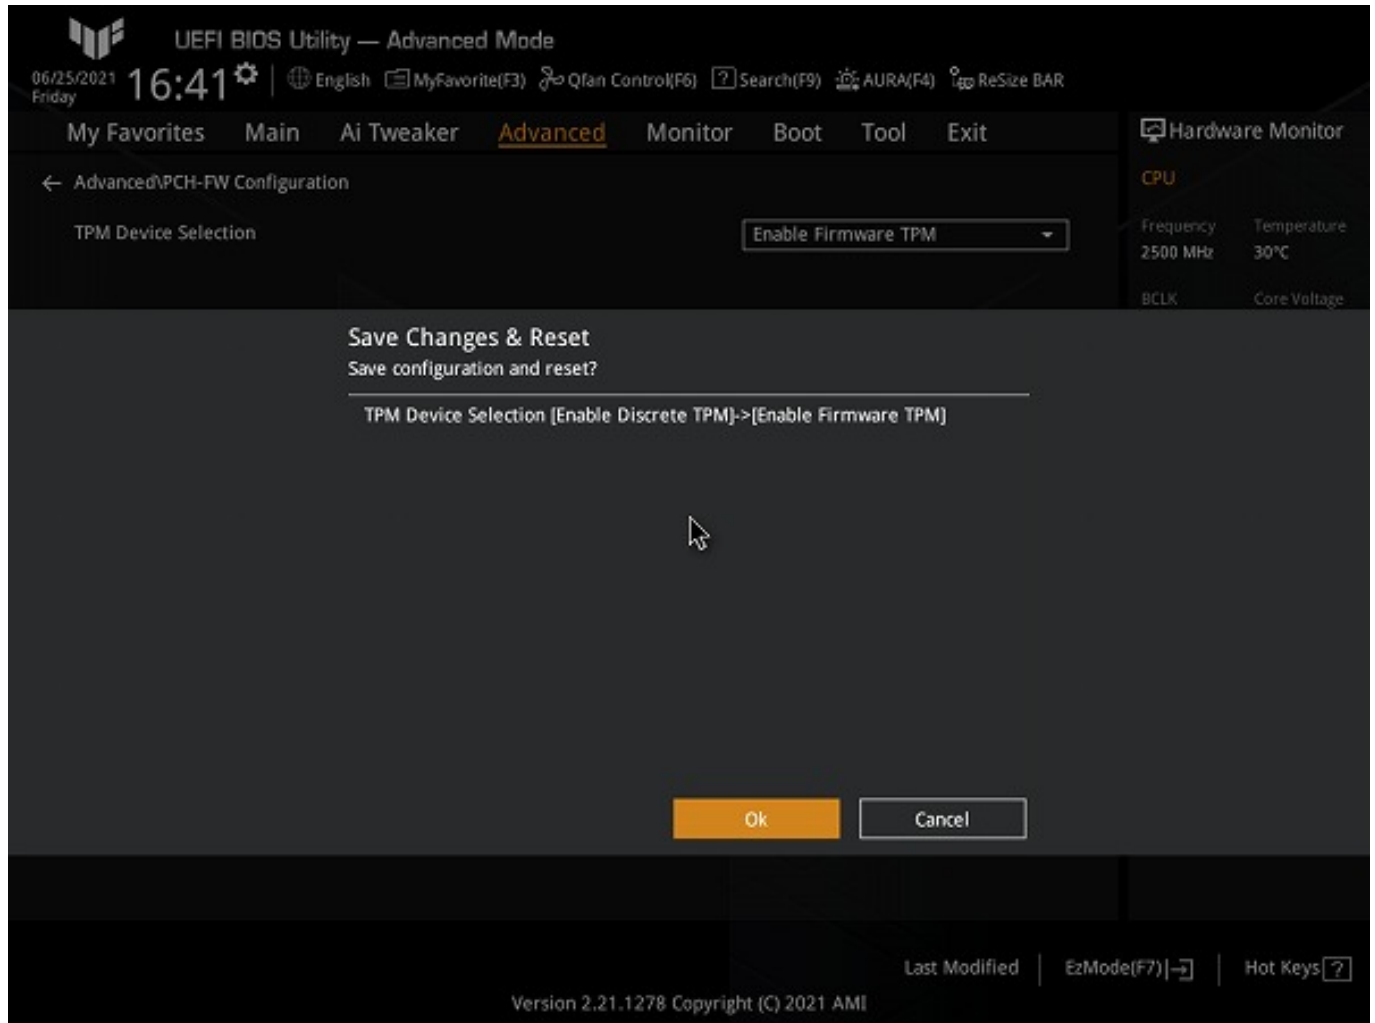 UEFI BIOS Utility — Advanced Mode
06/25/2021
Friday
16:41
English MyFavorite(F3) Qfan Control(F6) ? Search(F9) AURA(F4) ReSize BAR
My Favorites Main Ai Tweaker Advanced Monitor Boot Tool Exit
Hardware Monitor
← Advanced\PCH-FW Configuration
TPM Device Selection Enable Firmware TPM
CPU
Frequency Temperature
2500 MHz 30°C
BCLK Core Voltage
Save Changes & Reset
Save configuration and reset?
TPM Device Selection [Enable Discrete TPM]->[Enable Firmware TPM]
Ok Cancel
Last Modified EzMode(F7) Hot Keys ?
Version 2.21.1278 Copyright (C) 2021 AMI